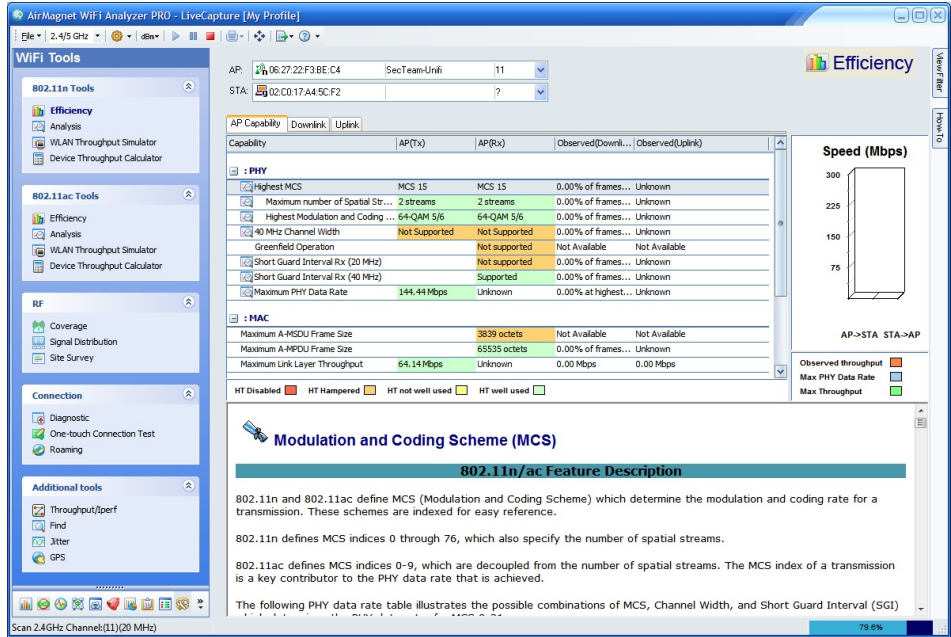 AirMagnet WiFi Analyzer PRO - LiveCapture [My Profile]
File 2.4/5 GHz dBm
WiFi Tools
802.11n Tools
Efficiency
Analysis
WLAN Throughput Simulator
Device Throughput Calculator
802.11ac Tools
Efficiency
Analysis
WLAN Throughput Simulator
Device Throughput Calculator
RF
Coverage
Signal Distribution
Site Survey
Connection
Diagnostic
One-touch Connection Test
Roaming
Additional tools
Throughput/Iperf
Find
Jitter
GPS
AP: 06:27:22:F3:BE:C4 SecTeam-Unifi 11
STA: 02:C0:17:A4:5C:F2 ?
Efficiency
ViewFilter
How-To
AP Capability Downlink Uplink
Capability AP(Tx) AP(Rx) Observed(Downli... Observed(Uplink)
: PHY
Highest MCS MCS 15 MCS 15 0.00% of frames... Unknown
Maximum number of Spatial Str... 2 streams 2 streams 0.00% of frames... Unknown
Highest Modulation and Coding ... 64-QAM 5/6 64-QAM 5/6 0.00% of frames... Unknown
40 MHz Channel Width Not Supported Not Supported 0.00% of frames... Unknown
Greenfield Operation Not supported Not Available Not Available
Short Guard Interval Rx (20 MHz) Not supported 0.00% of frames... Unknown
Short Guard Interval Rx (40 MHz) Supported 0.00% of frames... Unknown
Maximum PHY Data Rate 144.44 Mbps Unknown 0.00% at highest... Unknown
: MAC
Maximum A-MSDU Frame Size 3839 octets Not Available Not Available
Maximum A-MPDU Frame Size 65535 octets 0.00% of frames... Unknown
Maximum Link Layer Throughput 64.14 Mbps Unknown 0.00 Mbps 0.00 Mbps
HT Disabled HT Hampered HT not well used HT well used
Speed (Mbps)
300
225
150
75
AP->STA STA->AP
Observed throughput
Max PHY Data Rate
Max Throughput
Modulation and Coding Scheme (MCS)
802.11n/ac Feature Description
802.11n and 802.11ac define MCS (Modulation and Coding Scheme) which determine the modulation and coding rate for a
transmission. These schemes are indexed for easy reference.
802.11n defines MCS indices 0 through 76, which also specify the number of spatial streams.
802.11ac defines MCS indices 0-9, which are decoupled from the number of spatial streams. The MCS index of a transmission
is a key contributor to the PHY data rate that is achieved.
The following PHY data rate table illustrates the possible combinations of MCS, Channel Width, and Short Guard Interval (SGI)
Scan 2.4GHz Channel:(11)(20 MHz) 79.6%